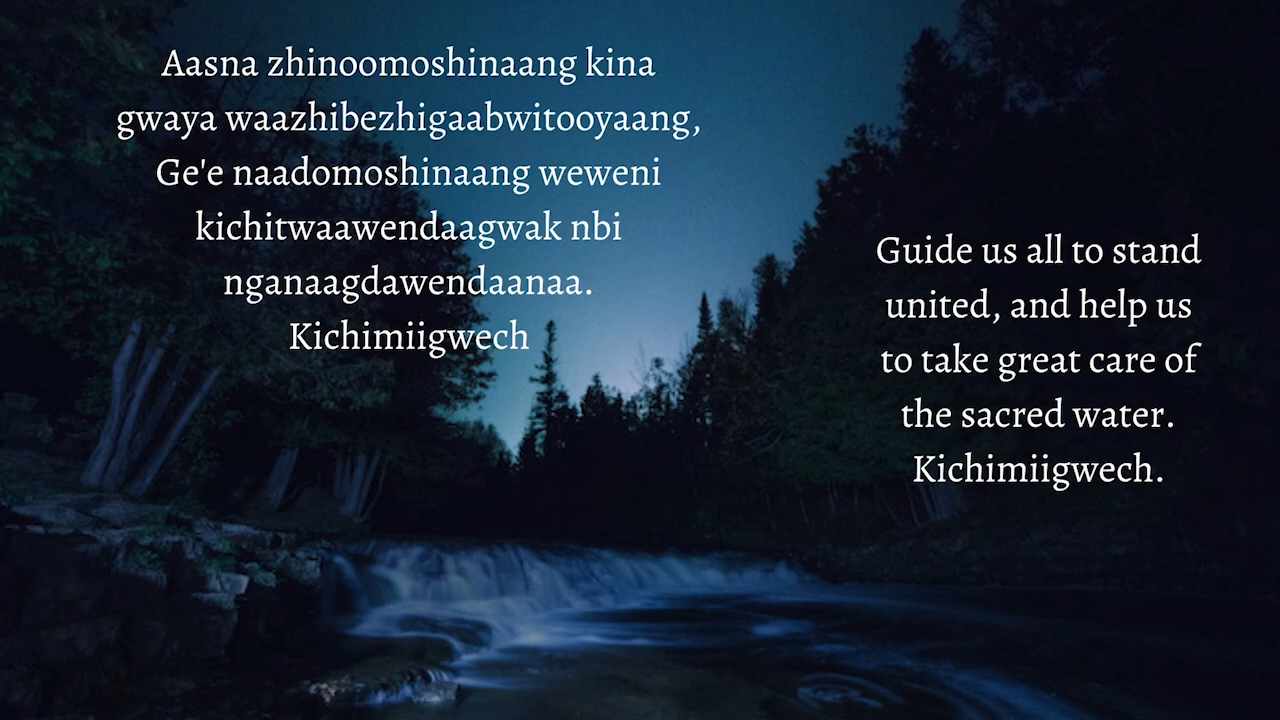 Aasna zhinoomoshinaang kina
gwaya waazhibezhigaabwitooyaang,
Ge'e naadomoshinaang weweni
kichitwaawendaagwak nbi
nganaagdawendaanaa.
Kichimiigwech
Guide us all to stand
united, and help us
to take great care of
the sacred water.
Kichimiigwech.